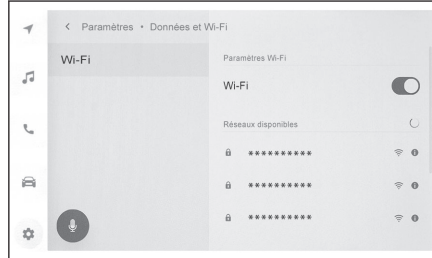 < Paramètres • Données et Wi-Fi
Wi-Fi
Paramètres Wi-Fi
Wi-Fi
Réseaux disponibles
**********
**********
**********